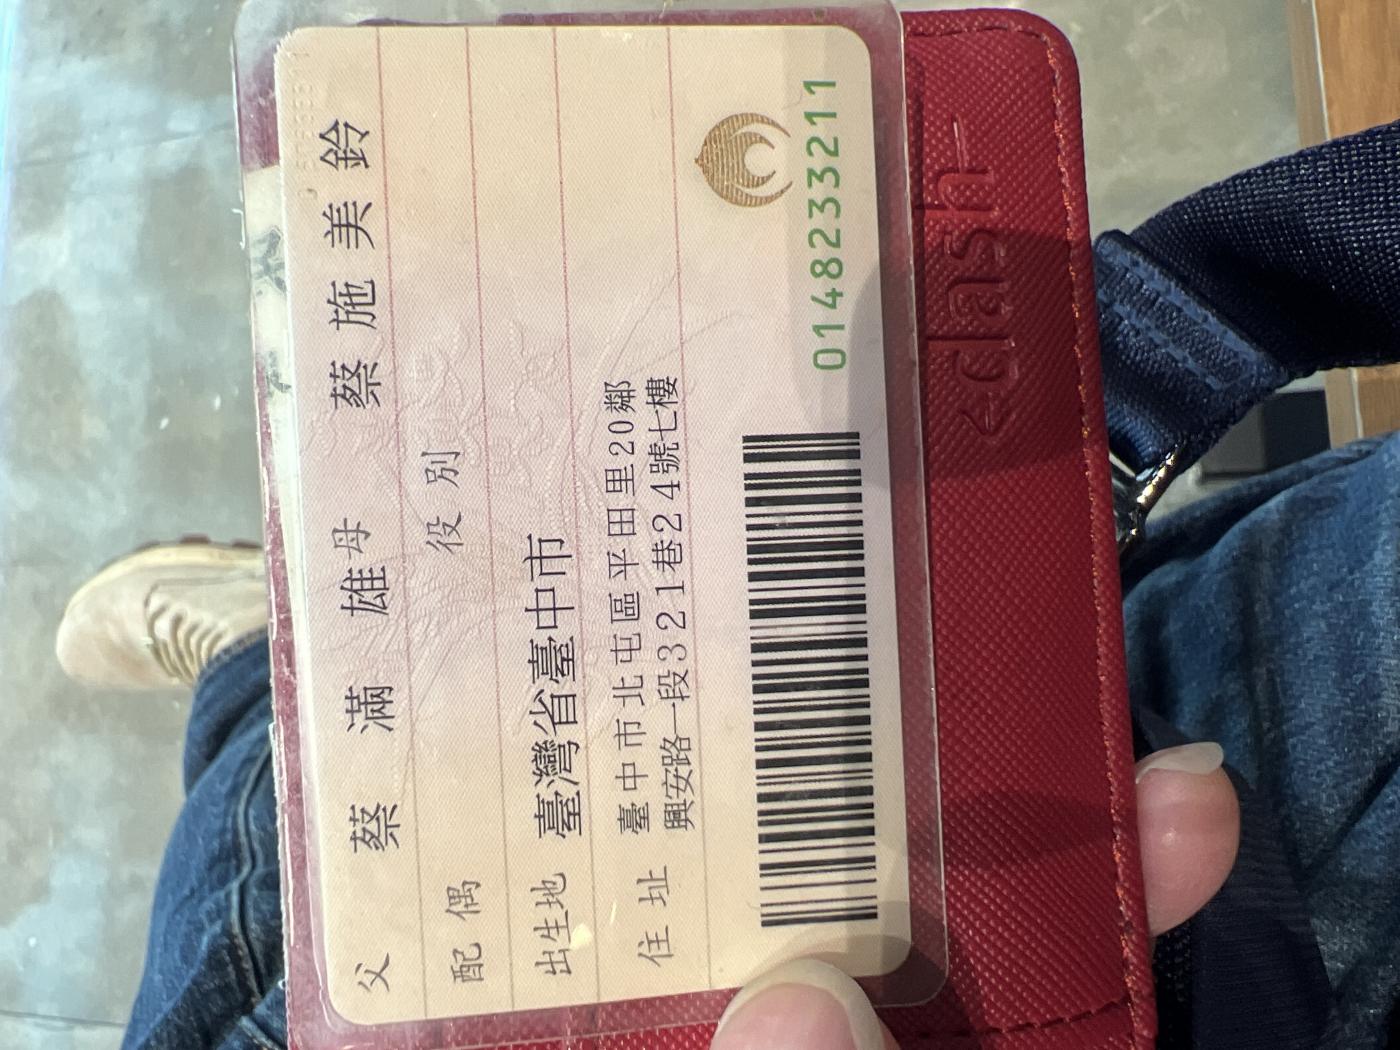 父 蔡滿雄 母 蔡施美鈴
配偶 役別
出生地 臺灣省臺中市
住址 臺中市北屯區平田里20鄰
興安路一段321巷24號七樓
0148233211
clash